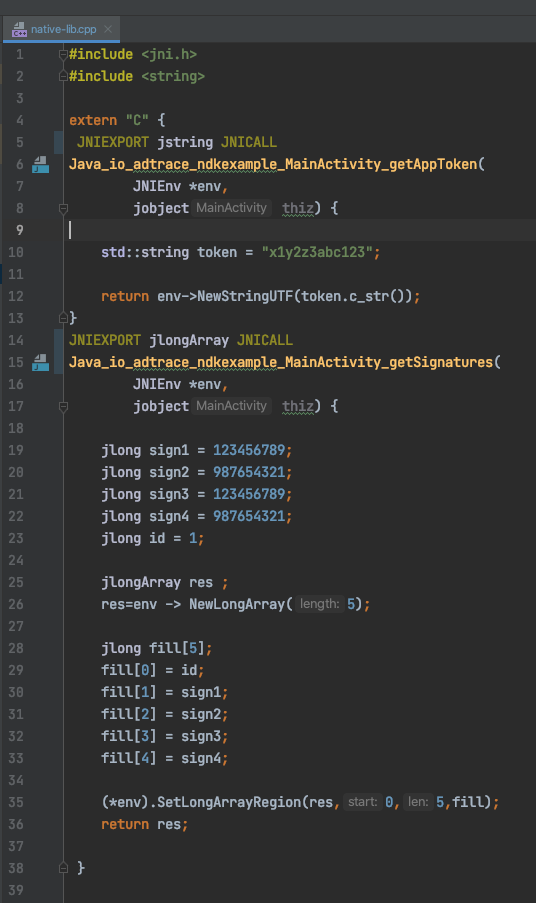 native-lib.cpp
1 #include <jni.h>
2 #include <string>
3
4 extern "C" {
5 JNIEXPORT jstring JNICALL
6 Java_io_adtrace_ndkexample_MainActivity_getAppToken(
7 JNIEnv *env,
8 jobject MainActivity thiz) {
9
10 std::string token = "x1y2z3abc123";
11
12 return env->NewStringUTF(token.c_str());
13 }
14 JNIEXPORT jlongArray JNICALL
15 Java_io_adtrace_ndkexample_MainActivity_getSignatures(
16 JNIEnv *env,
17 jobject MainActivity thiz) {
18
19 jlong sign1 = 123456789;
20 jlong sign2 = 987654321;
21 jlong sign3 = 123456789;
22 jlong sign4 = 987654321;
23 jlong id = 1;
24
25 jlongArray res ;
26 res=env -> NewLongArray( length: 5);
27
28 jlong fill[5];
29 fill[0] = id;
30 fill[1] = sign1;
31 fill[2] = sign2;
32 fill[3] = sign3;
33 fill[4] = sign4;
34
35 (*env).SetLongArrayRegion(res, start: 0, len: 5,fill);
36 return res;
37
38 }
39